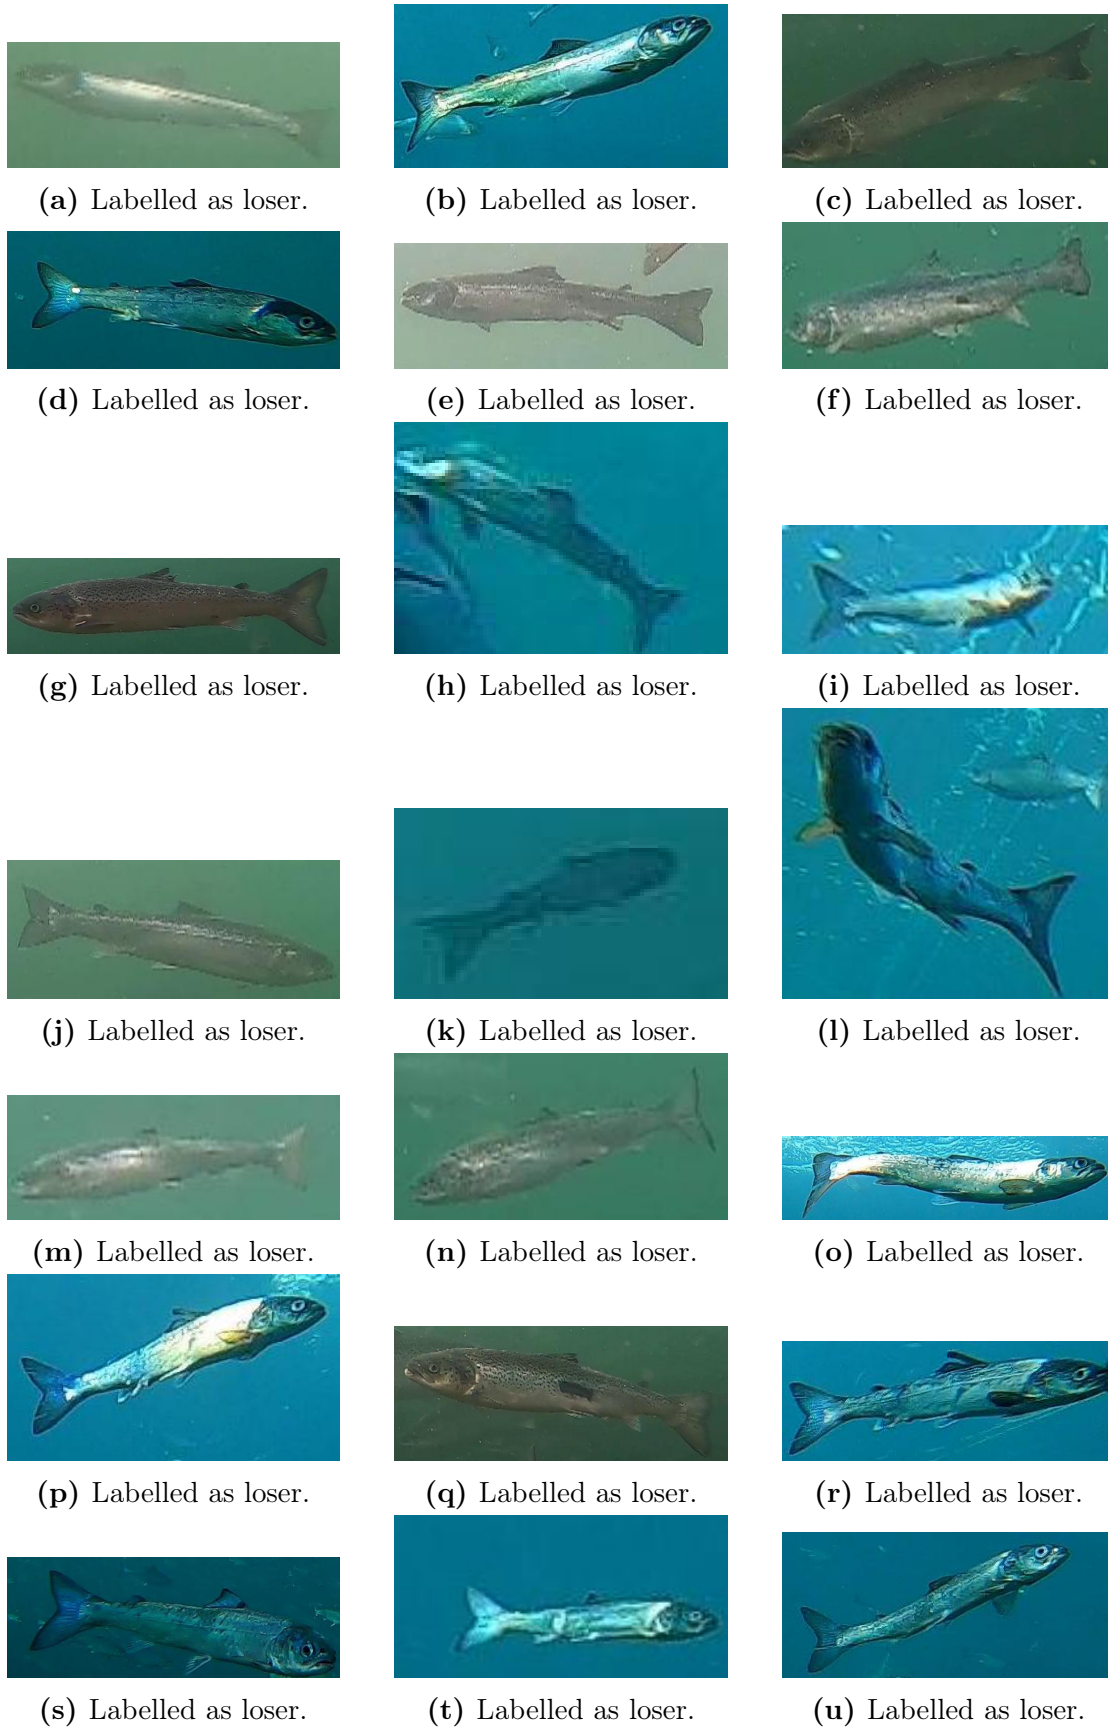 (a) Labelled as loser.
(b) Labelled as loser.
(c) Labelled as loser.
(d) Labelled as loser.
(e) Labelled as loser.
(f) Labelled as loser.
(g) Labelled as loser.
(h) Labelled as loser.
(i) Labelled as loser.
(j) Labelled as loser.
(k) Labelled as loser.
(l) Labelled as loser.
(m) Labelled as loser.
(n) Labelled as loser.
(o) Labelled as loser.
(p) Labelled as loser.
(q) Labelled as loser.
(r) Labelled as loser.
(s) Labelled as loser.
(t) Labelled as loser.
(u) Labelled as loser.